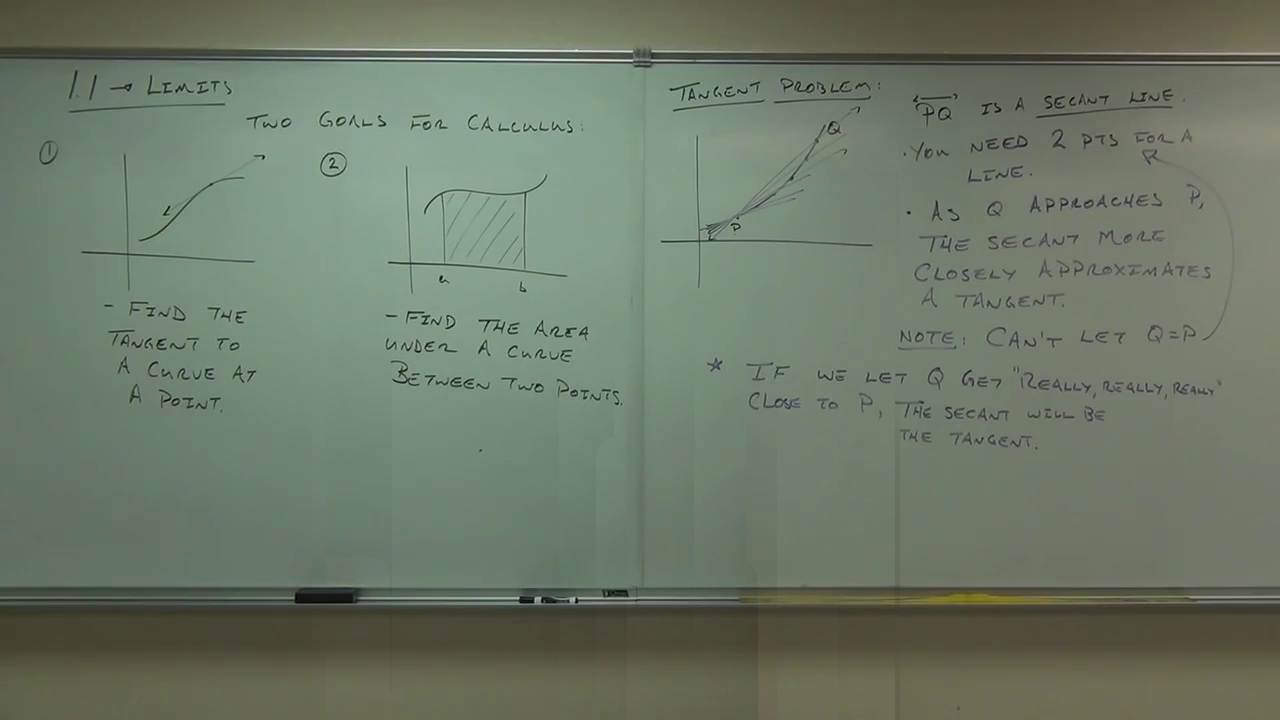 1.1 → LIMITS
TWO GOALS FOR CALCULUS:
①
②
a
b
- FIND THE
TANGENT TO
A CURVE AT
A POINT.
- FIND THE AREA
UNDER A CURVE
BETWEEN TWO POINTS.
TANGENT PROBLEM:
Q
P
PQ IS A SECANT LINE.
• YOU NEED 2 PTS FOR A
LINE.
• AS Q APPROACHES P,
THE SECANT MORE
CLOSELY APPROXIMATES
A TANGENT.
NOTE: CAN'T LET Q=P
* IF WE LET Q GET "REALLY, REALLY, REALLY"
CLOSE TO P, THE SECANT WILL BE
THE TANGENT.